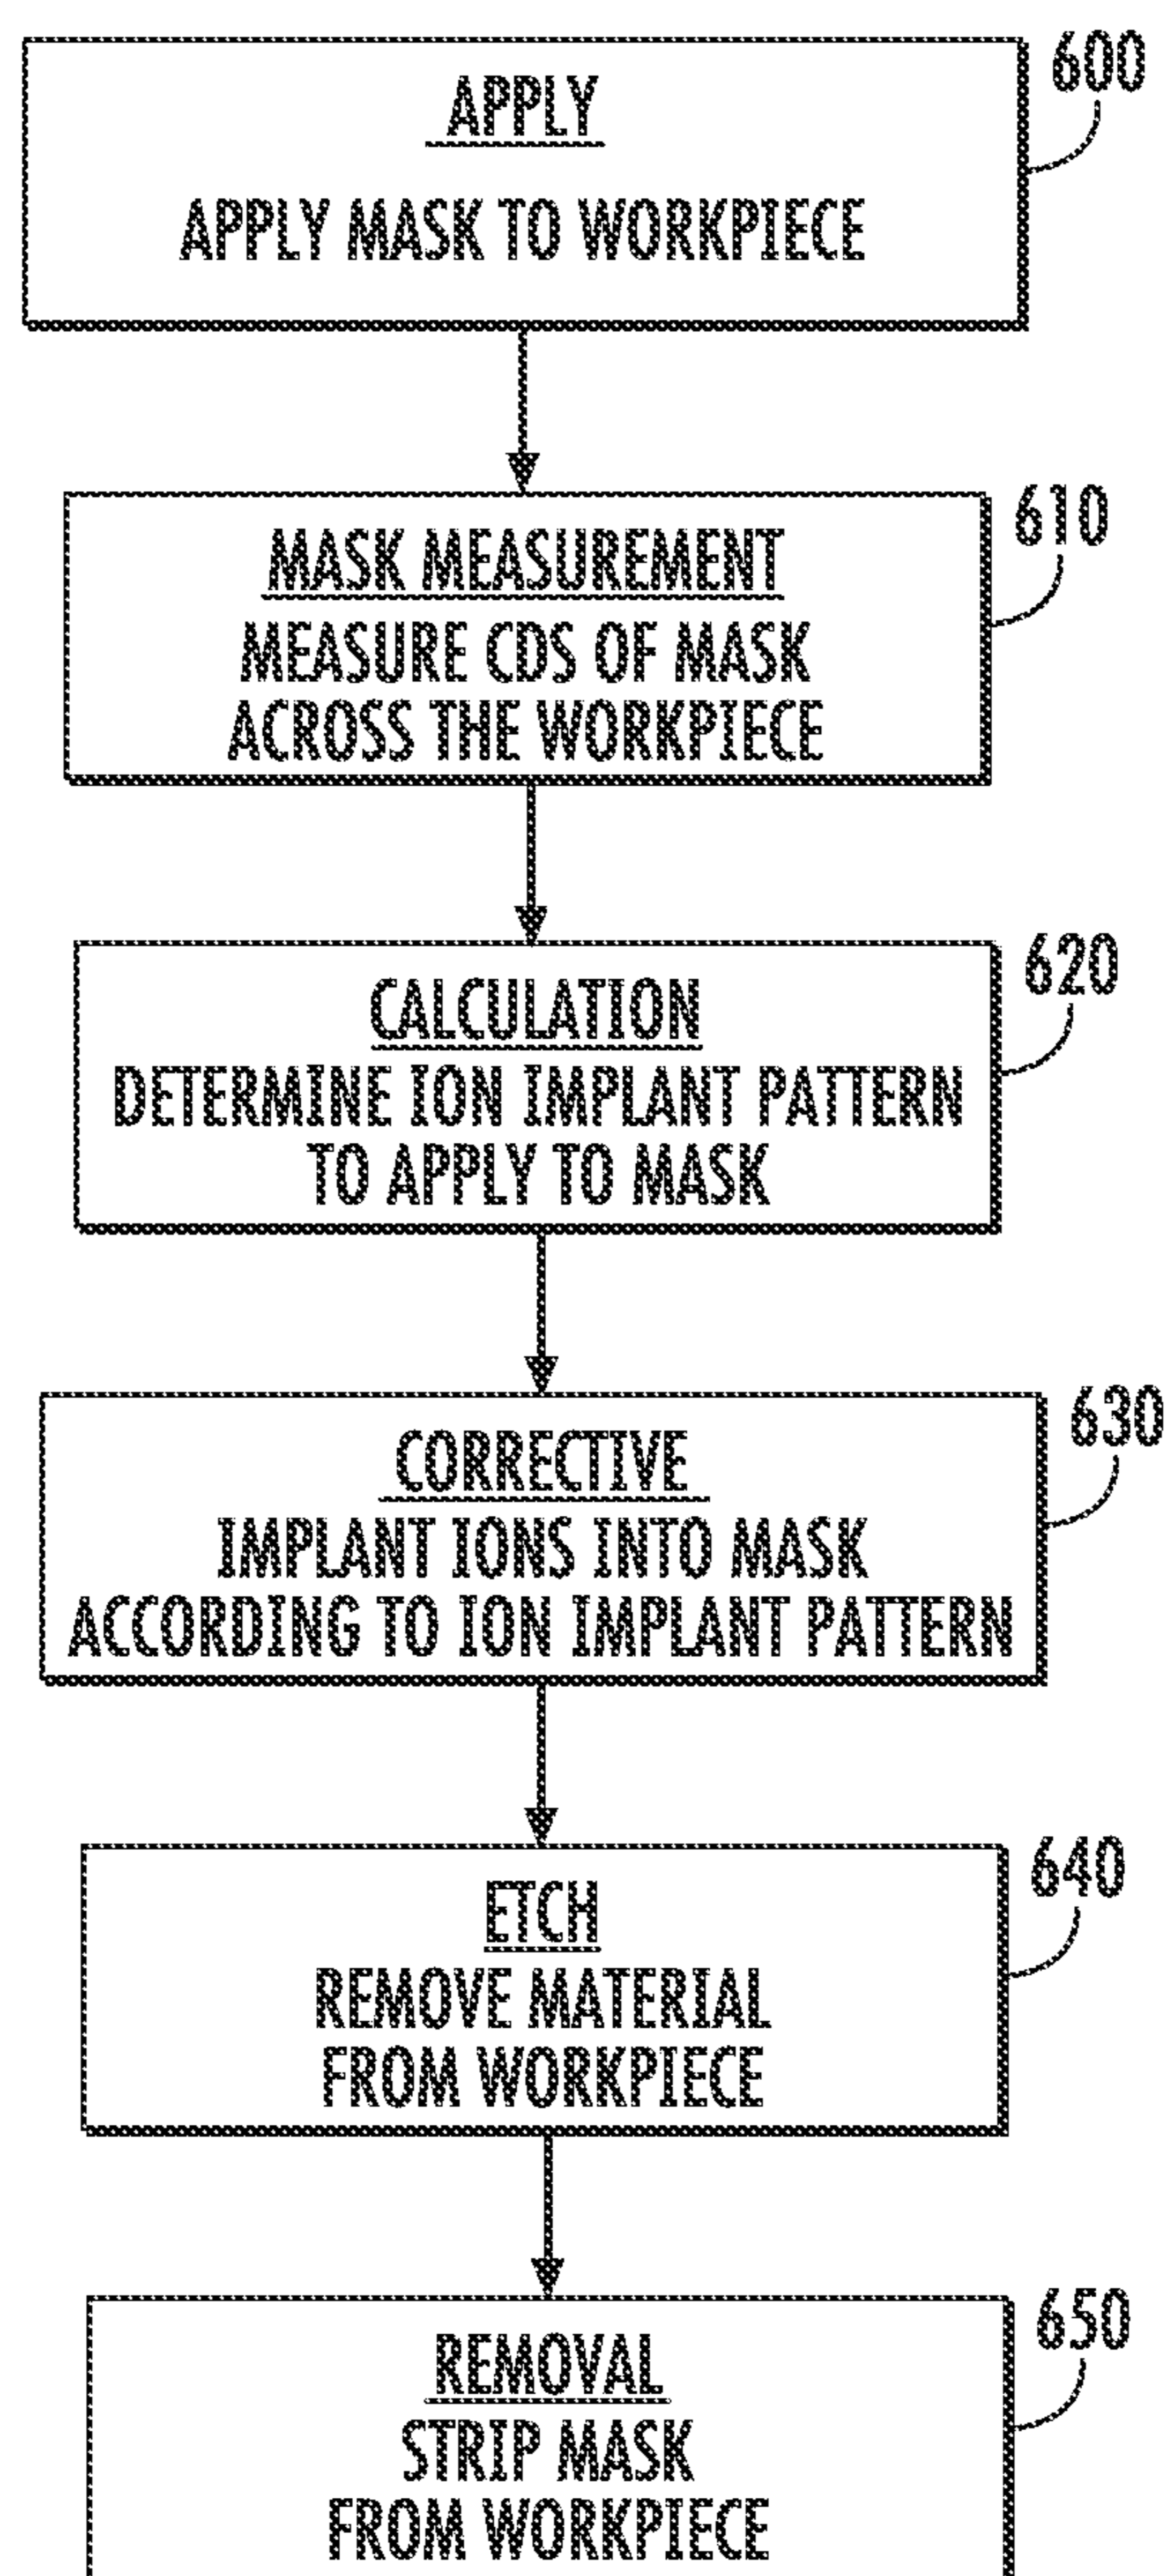 APPLY
600
APPLY MASK TO WORKPIECE
MASK MEASUREMENT
610
MEASURE CDS OF MASK
ACROSS THE WORKPIECE
CALCULATION
620
DETERMINE ION IMPLANT PATTERN
TO APPLY TO MASK
CORRECTIVE
630
IMPLANT IONS INTO MASK
ACCORDING TO ION IMPLANT PATTERN
ETCH
640
REMOVE MATERIAL
FROM WORKPIECE
REMOVAL
650
STRIP MASK
FROM WORKPIECE